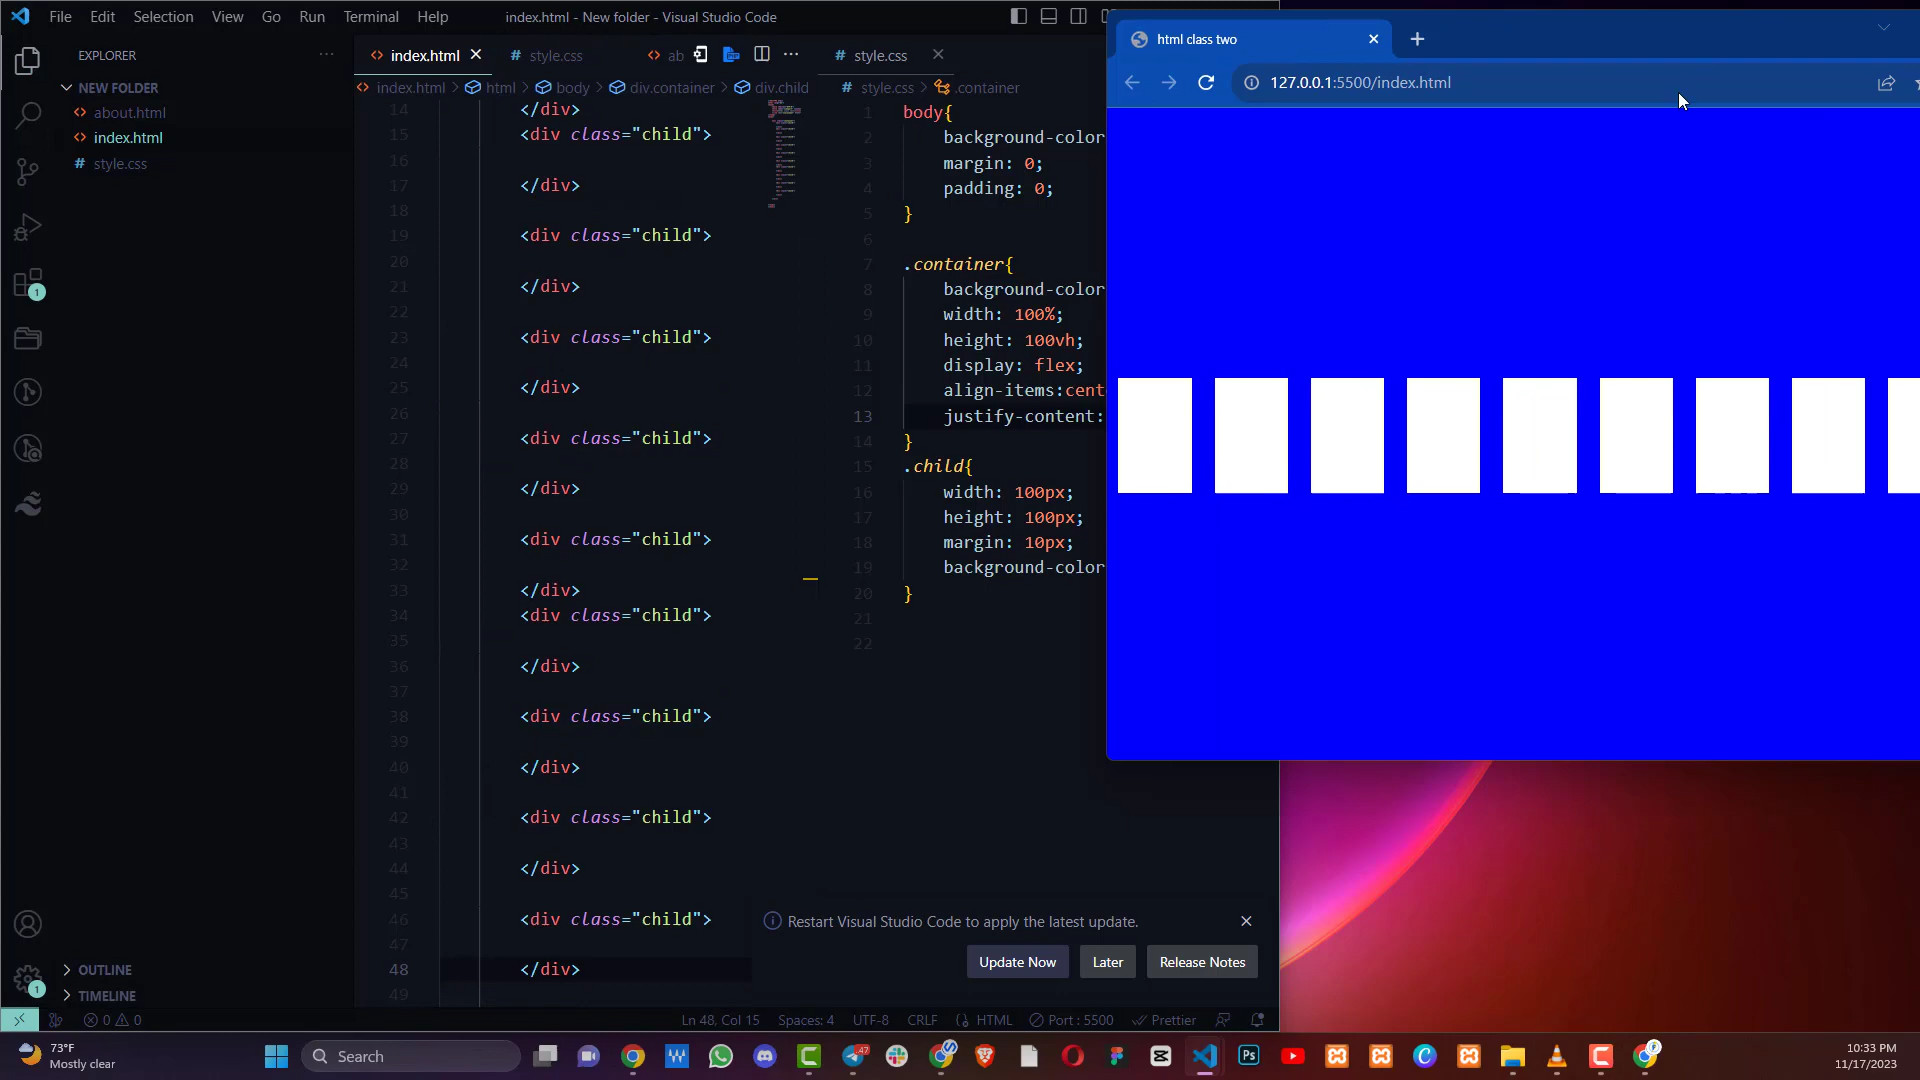 File Edit Selection View Go Run Terminal Help
index.html - New folder - Visual Studio Code
EXPLORER
NEW FOLDER
about.html
index.html
style.css
OUTLINE
TIMELINE
index.html
style.css
ab
index.html > html > body > div.container > div.child
14 </div>
15 <div class="child">
16
17 </div>
18
19 <div class="child">
20
21 </div>
22
23 <div class="child">
24
25 </div>
26
27 <div class="child">
28
29 </div>
30
31 <div class="child">
32
33 </div>
34 <div class="child">
35
36 </div>
37
38 <div class="child">
39
40 </div>
41
42 <div class="child">
43
44 </div>
45
46 <div class="child">
47
48 </div>
49
style.css
style.css > .container
1 body{
2 background-color
3 margin: 0;
4 padding: 0;
5 }
6
7 .container{
8 background-color
9 width: 100%;
10 height: 100vh;
11 display: flex;
12 align-items:cent
13 justify-content:
14 }
15 .child{
16 width: 100px;
17 height: 100px;
18 margin: 10px;
19 background-color
20 }
21
22
html class two
127.0.0.1:5500/index.html
Restart Visual Studio Code to apply the latest update.
Update Now
Later
Release Notes
0 0
Ln 48, Col 15
Spaces: 4
UTF-8
CRLF
HTML
Port : 5500
Prettier
1
1
73°F
Mostly clear
Search
47
Ps
10:33 PM
11/17/2023